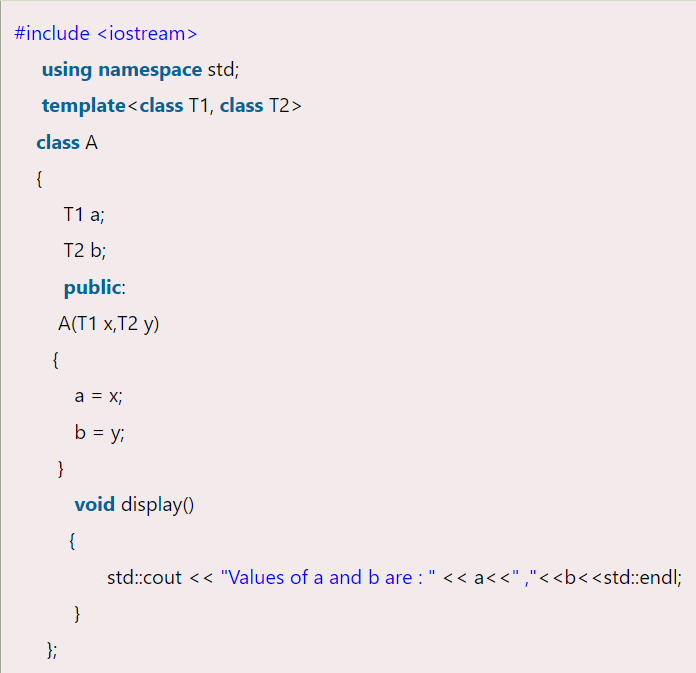 #include <iostream>
using namespace std;
template<class T1, class T2>
class A
{
T1 a;
T2 b;
public:
A(T1 x,T2 y)
{
a = x;
b = y;
}
void display()
{
std::cout << "Values of a and b are : " << a<<" ,"<<b<<std::endl;
}
};